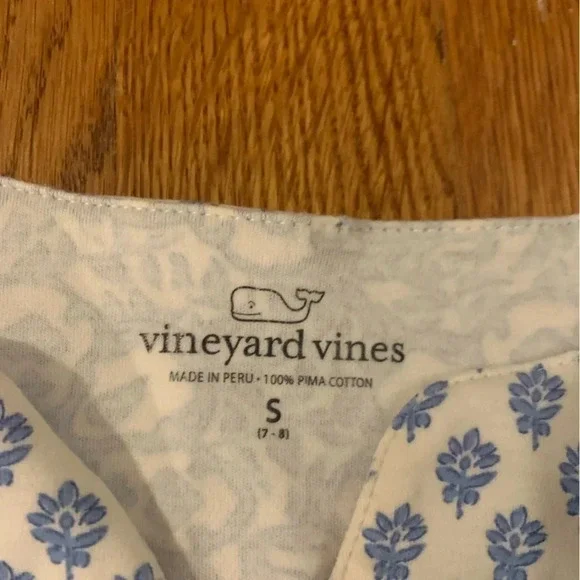 vineyard vines
MADE IN PERU • 100% PIMA COTTON
S
(7 - 8)